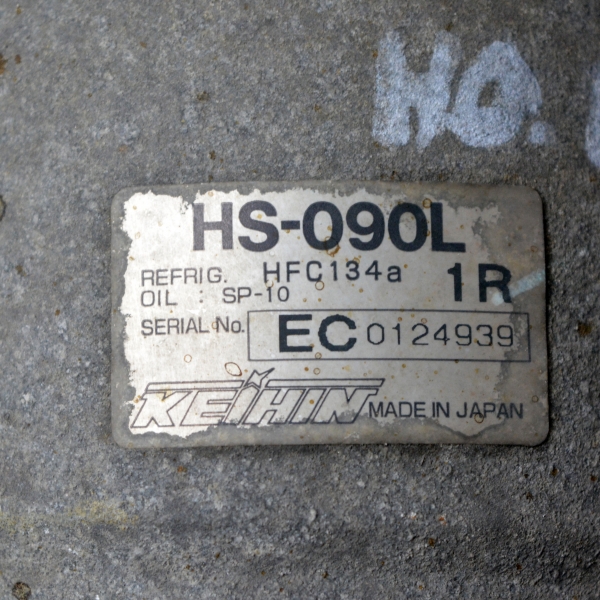 HO.
HS-090L
REFRIG. HFC134a 1R
OIL : SP-10
SERIAL No. EC0124939
KEIHIN MADE IN JAPAN